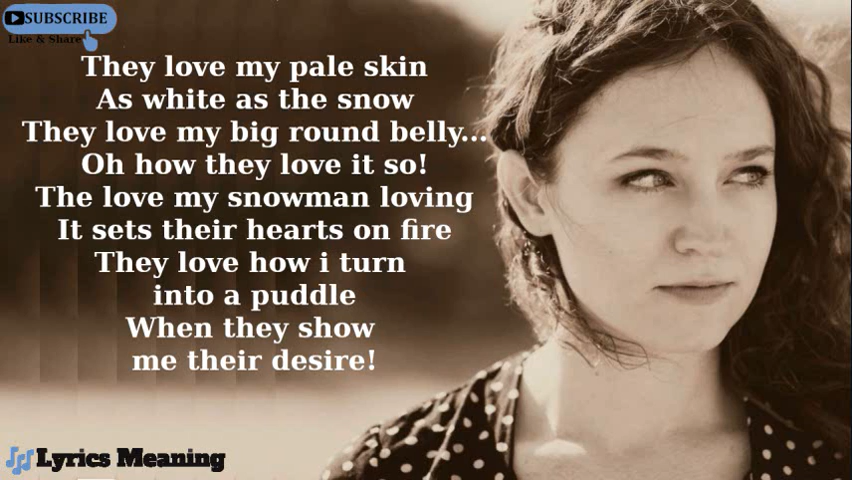 SUBSCRIBE
Like & Share
They love my pale skin
As white as the snow
They love my big round belly...
Oh how they love it so!
The love my snowman loving
It sets their hearts on fire
They love how i turn
into a puddle
When they show
me their desire!
Lyrics Meaning